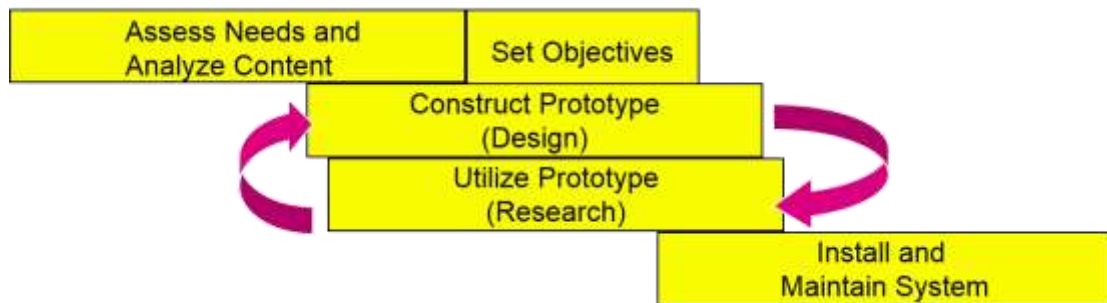 Assess Needs and
Analyze Content
Set Objectives
Construct Prototype
(Design)
Utilize Prototype
(Research)
Install and
Maintain System